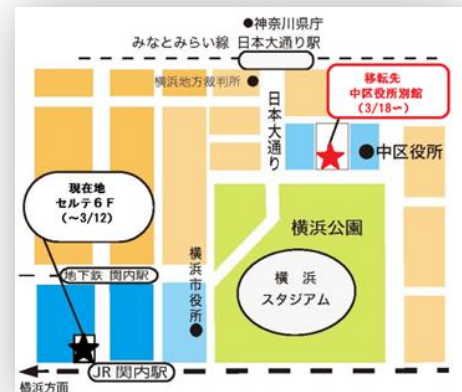 ●神奈川県庁
みなとみらい線 日本大通り駅
横浜地方裁判所
日本大通り
移転先
中区役所別館
(3/18~)
中区役所
現在地
セルテ6F
(~3/12)
横浜公園
横浜
スタジアム
地下鉄 関内駅
横浜市役所
JR 関内駅
横浜方面